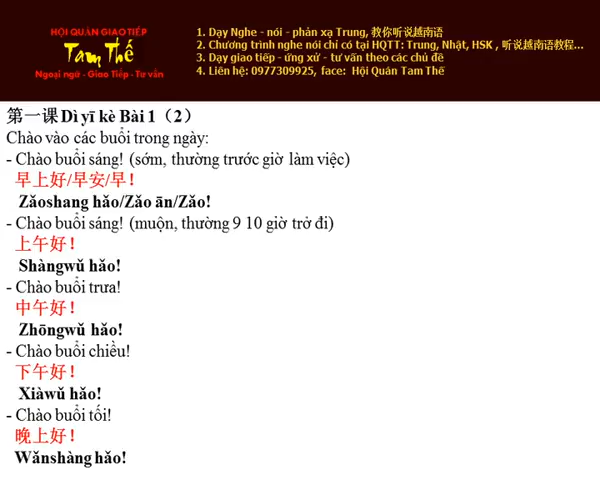 HỘI QUÁN GIAO TIẾP
Tam Thế
Ngoại ngữ - Giao Tiếp - Tư vấn
1. Dạy Nghe - nói - phản xạ Trung, 教你听说越南语
2. Chương trình nghe nói chỉ có tại HQTT: Trung, Nhật, HSK , 听说越南语教程...
3. Dạy giao tiếp - ứng xử - tư vấn theo các chủ đề
4. Liên hệ: 0977309925, face: Hội Quán Tam Thế
第一课Dì yī kè Bài 1（2）
Chào vào các buổi trong ngày:
- Chào buổi sáng! (sớm, thường trước giờ làm việc)
早上好/早安/早！
Zǎoshang hǎo/Zǎo ān/Zǎo!
- Chào buổi sáng! (muộn, thường 9 10 giờ trở đi)
上午好！
Shàngwǔ hǎo!
- Chào buổi trưa!
中午好！
Zhōngwǔ hǎo!
- Chào buổi chiều!
下午好！
Xiàwǔ hǎo!
- Chào buổi tối!
晚上好！
Wǎnshàng hǎo!